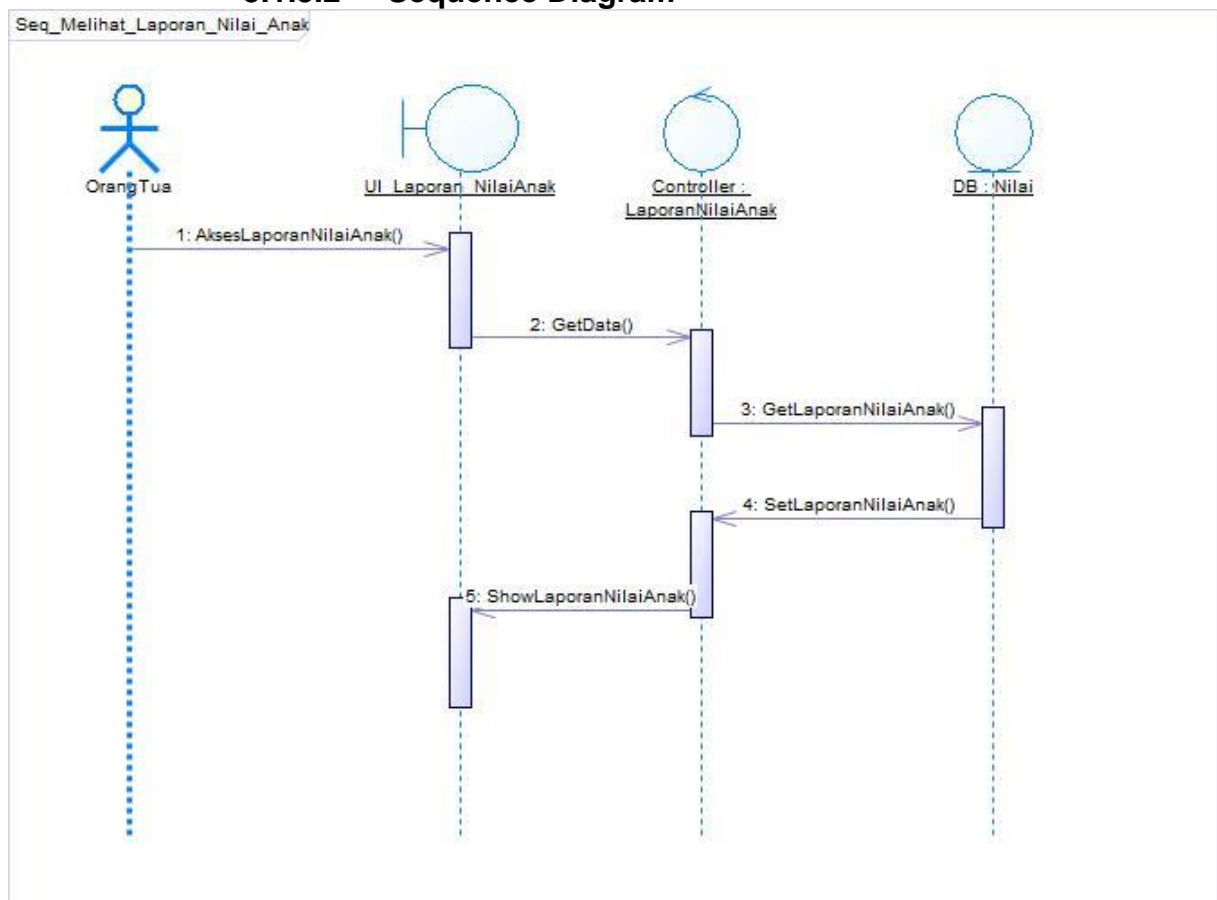 Sequence Diagram
Seq_Melihat_Laporan_Nilai_Anak
OrangTua
UI_Laporan_NilaiAnak
Controller :
LaporanNilaiAnak
DB : Nilai
1: AksesLaporanNilaiAnak()
2: GetData()
3: GetLaporanNilaiAnak()
4: SetLaporanNilaiAnak()
5: ShowLaporanNilaiAnak()